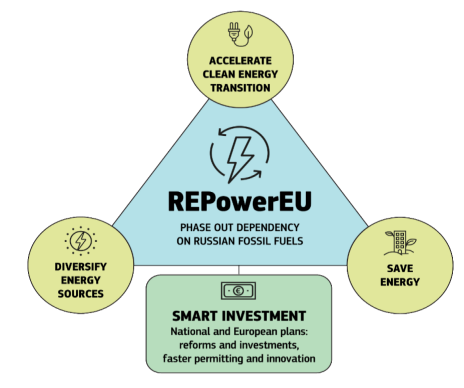 ACCELERATE
CLEAN ENERGY
TRANSITION
REPowerEU
PHASE OUT DEPENDENCY
ON RUSSIAN FOSSIL FUELS
DIVERSIFY
ENERGY
SOURCES
SAVE
ENERGY
€
SMART INVESTMENT
National and European plans:
reforms and investments,
faster permitting and innovation